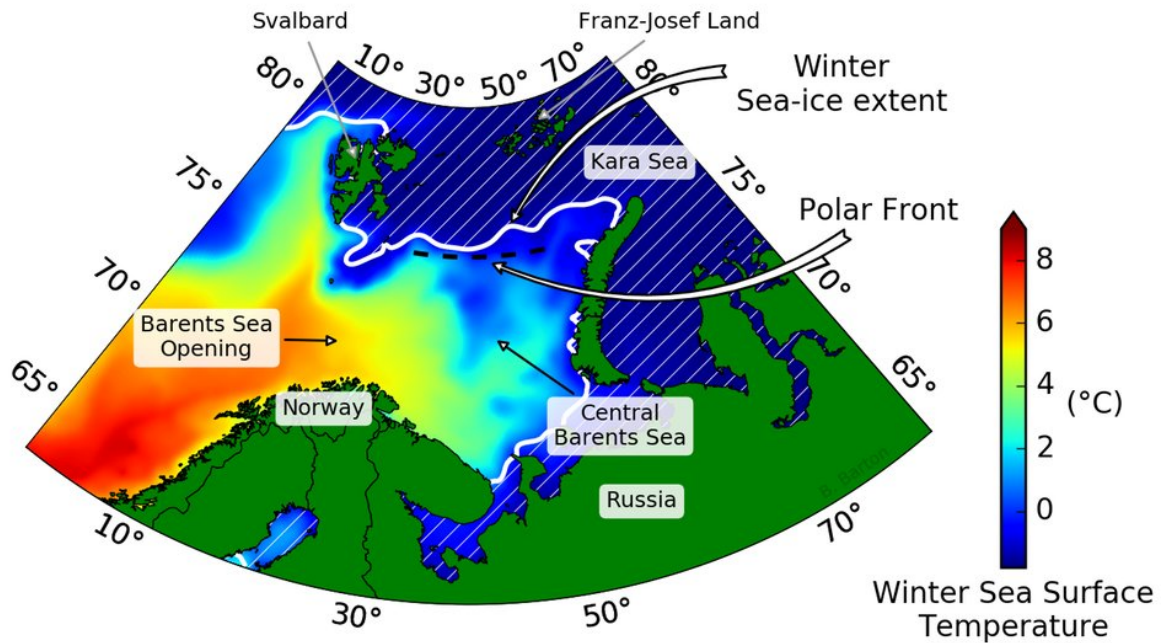 Svalbard
Franz-Josef Land
Winter
Sea-ice extent
10° 30° 50° 70°
80°
80°
75°
75°
70°
70°
65°
65°
Kara Sea
Polar Front
Barents Sea
Opening
Norway
Central
Barents Sea
Russia
B. Barton
10°
30°
50°
70°
8
6
4
2
0
(°C)
Winter Sea Surface
Temperature